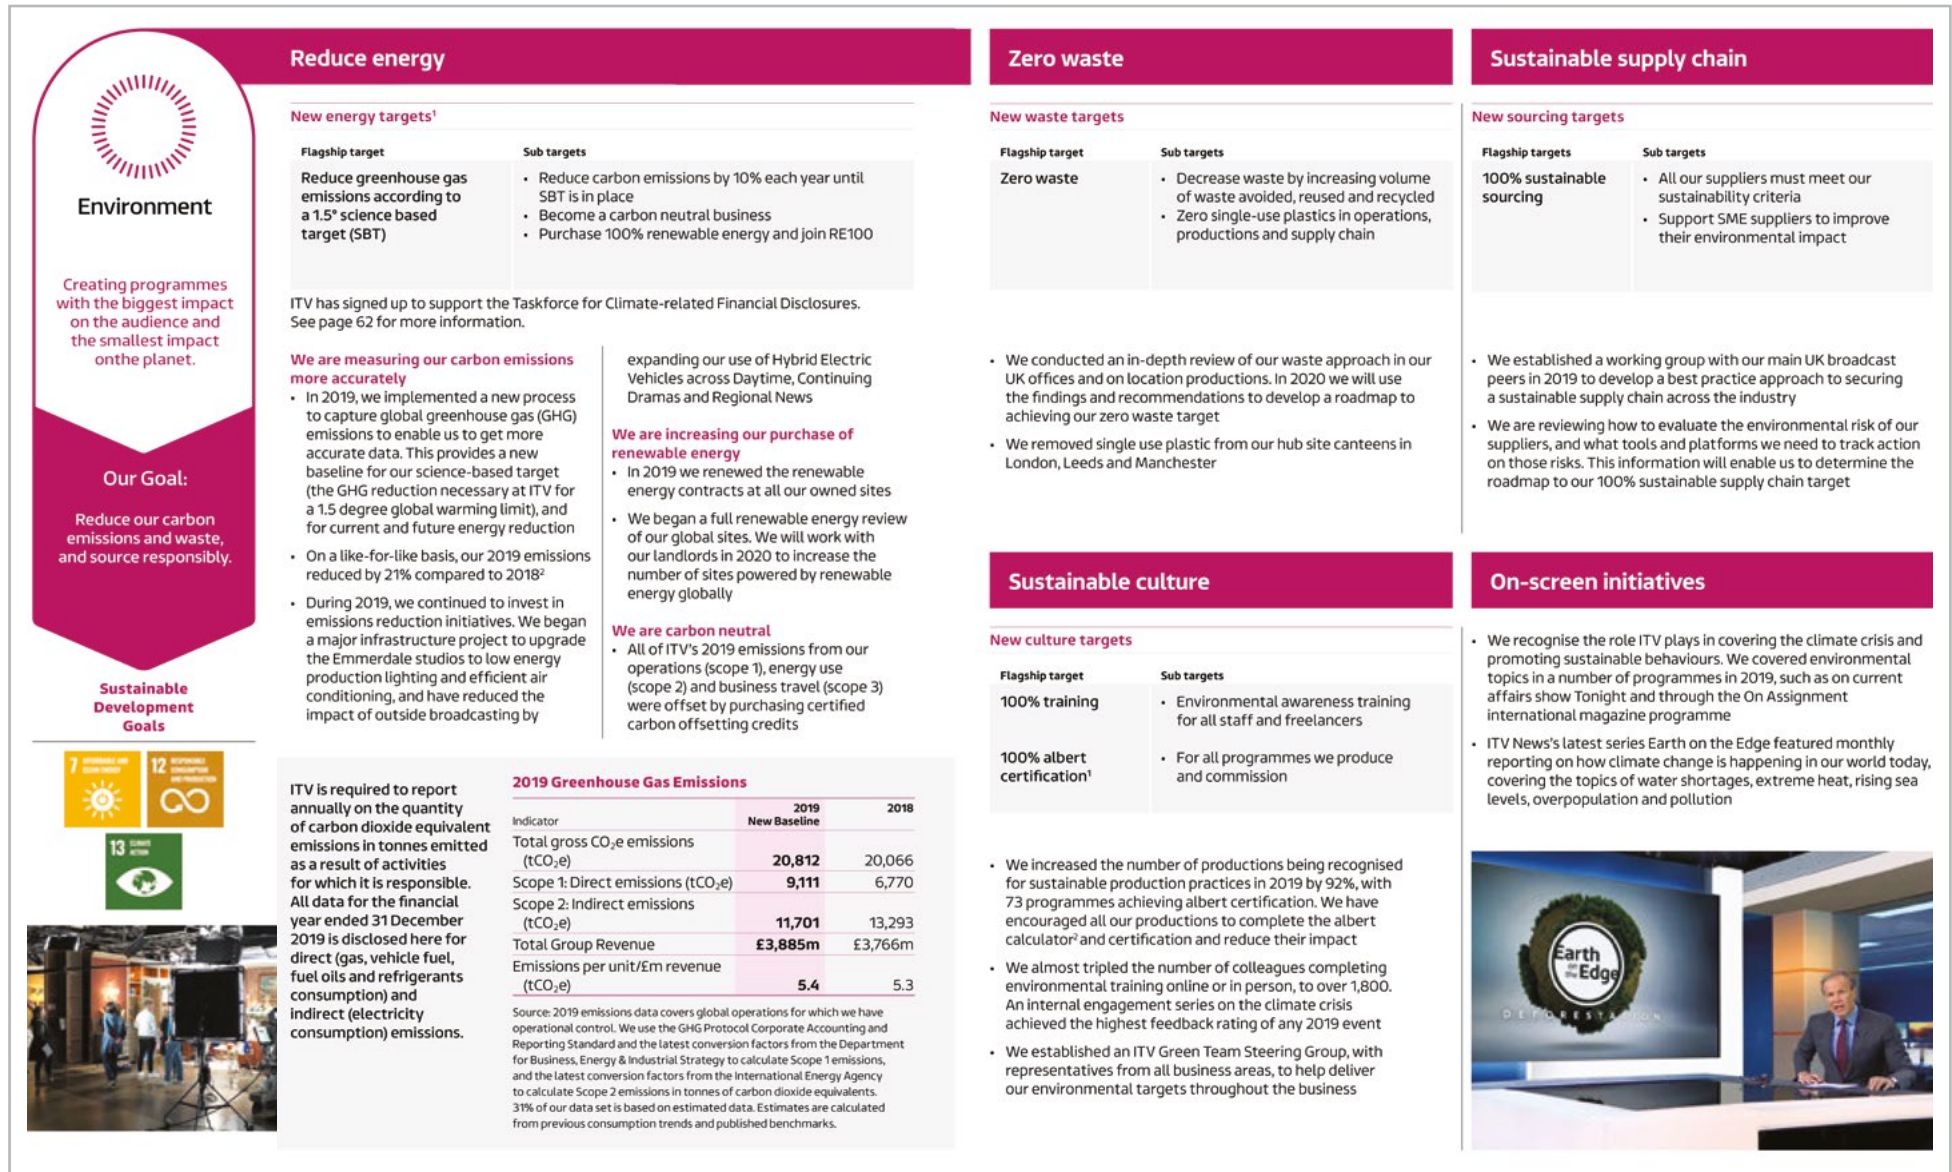 Environment
Creating programmes
with the biggest impact
on the audience and
the smallest impact
onthe planet.
Our Goal:
Reduce our carbon
emissions and waste,
and source responsibly.
Sustainable
Development
Goals
7 AFFORDABLE AND
CLEAN ENERGY
12 RESPONSIBLE
CONSUMPTION
AND PRODUCTION
13 CLIMATE
ACTION
Reduce energy
New energy targets¹
Flagship target
Sub targets
Reduce greenhouse gas
emissions according to
a 1.5° science based
target (SBT)
• Reduce carbon emissions by 10% each year until
SBT is in place
• Become a carbon neutral business
• Purchase 100% renewable energy and join RE100
ITV has signed up to support the Taskforce for Climate-related Financial Disclosures.
See page 62 for more information.
We are measuring our carbon emissions
more accurately
• In 2019, we implemented a new process
to capture global greenhouse gas (GHG)
emissions to enable us to get more
accurate data. This provides a new
baseline for our science-based target
(the GHG reduction necessary at ITV for
a 1.5 degree global warming limit), and
for current and future energy reduction
• On a like-for-like basis, our 2019 emissions
reduced by 21% compared to 2018²
• During 2019, we continued to invest in
emissions reduction initiatives. We began
a major infrastructure project to upgrade
the Emmerdale studios to low energy
production lighting and efficient air
conditioning, and have reduced the
impact of outside broadcasting by
expanding our use of Hybrid Electric
Vehicles across Daytime, Continuing
Dramas and Regional News
We are increasing our purchase of
renewable energy
• In 2019 we renewed the renewable
energy contracts at all our owned sites
• We began a full renewable energy review
of our global sites. We will work with
our landlords in 2020 to increase the
number of sites powered by renewable
energy globally
We are carbon neutral
• All of ITV's 2019 emissions from our
operations (scope 1), energy use
(scope 2) and business travel (scope 3)
were offset by purchasing certified
carbon offsetting credits
ITV is required to report
annually on the quantity
of carbon dioxide equivalent
emissions in tonnes emitted
as a result of activities
for which it is responsible.
All data for the financial
year ended 31 December
2019 is disclosed here for
direct (gas, vehicle fuel,
fuel oils and refrigerants
consumption) and
indirect (electricity
consumption) emissions.
2019 Greenhouse Gas Emissions
Indicator 2019 New Baseline 2018
Total gross CO₂e emissions
(tCO₂e) 20,812 20,066
Scope 1: Direct emissions (tCO₂e) 9,111 6,770
Scope 2: Indirect emissions
(tCO₂e) 11,701 13,293
Total Group Revenue £3,885m £3,766m
Emissions per unit/£m revenue
(tCO₂e) 5.4 5.3
Source: 2019 emissions data covers global operations for which we have
operational control. We use the GHG Protocol Corporate Accounting and
Reporting Standard and the latest conversion factors from the Department
for Business, Energy & Industrial Strategy to calculate Scope 1 emissions,
and the latest conversion factors from the International Energy Agency
to calculate Scope 2 emissions in tonnes of carbon dioxide equivalents.
31% of our data set is based on estimated data. Estimates are calculated
from previous consumption trends and published benchmarks.
Zero waste
New waste targets
Flagship target
Sub targets
Zero waste
• Decrease waste by increasing volume
of waste avoided, reused and recycled
• Zero single-use plastics in operations,
productions and supply chain
• We conducted an in-depth review of our waste approach in our
UK offices and on location productions. In 2020 we will use
the findings and recommendations to develop a roadmap to
achieving our zero waste target
• We removed single use plastic from our hub site canteens in
London, Leeds and Manchester
Sustainable supply chain
New sourcing targets
Flagship targets
Sub targets
100% sustainable
sourcing
• All our suppliers must meet our
sustainability criteria
• Support SME suppliers to improve
their environmental impact
• We established a working group with our main UK broadcast
peers in 2019 to develop a best practice approach to securing
a sustainable supply chain across the industry
• We are reviewing how to evaluate the environmental risk of our
suppliers, and what tools and platforms we need to track action
on those risks. This information will enable us to determine the
roadmap to our 100% sustainable supply chain target
Sustainable culture
New culture targets
Flagship target
Sub targets
100% training
• Environmental awareness training
for all staff and freelancers
100% albert
certification¹
• For all programmes we produce
and commission
• We increased the number of productions being recognised
for sustainable production practices in 2019 by 92%, with
73 programmes achieving albert certification. We have
encouraged all our productions to complete the albert
calculator² and certification and reduce their impact
• We almost tripled the number of colleagues completing
environmental training online or in person, to over 1,800.
An internal engagement series on the climate crisis
achieved the highest feedback rating of any 2019 event
• We established an ITV Green Team Steering Group, with
representatives from all business areas, to help deliver
our environmental targets throughout the business
On-screen initiatives
• We recognise the role ITV plays in covering the climate crisis and
promoting sustainable behaviours. We covered environmental
topics in a number of programmes in 2019, such as on current
affairs show Tonight and through the On Assignment
international magazine programme
• ITV News's latest series Earth on the Edge featured monthly
reporting on how climate change is happening in our world today,
covering the topics of water shortages, extreme heat, rising sea
levels, overpopulation and pollution
Earth
on
the Edge
DEFORESTATION